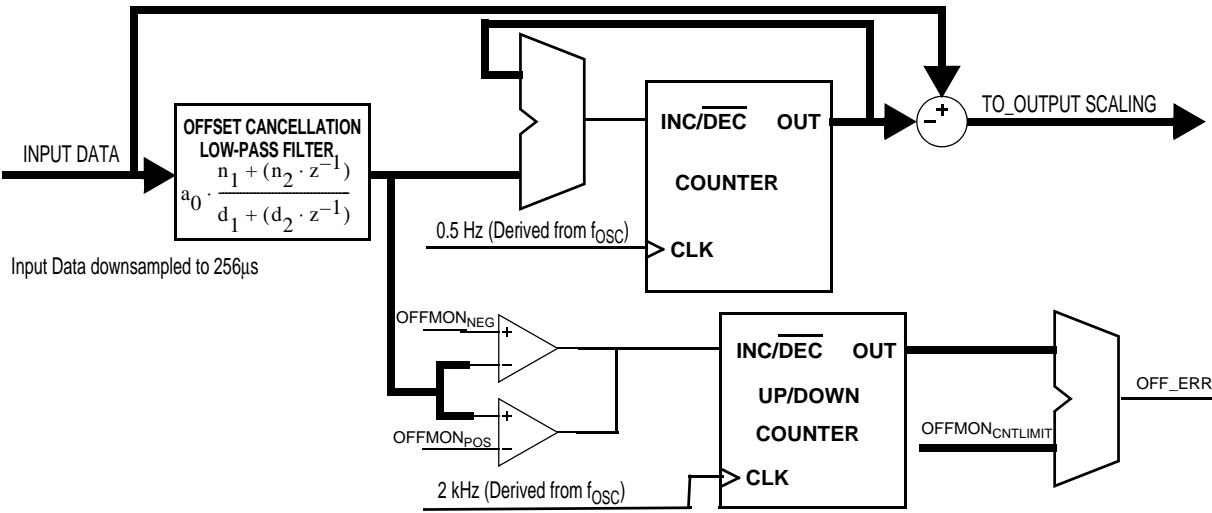 INPUT DATA
OFFSET CANCELLATION
LOW-PASS FILTER
a0 · n1 + (n2 · z−1)
d1 + (d2 · z−1)
Input Data downsampled to 256μs
INC/DEC OUT
COUNTER
0.5 Hz (Derived from fOSC)
CLK
− +
TO_OUTPUT SCALING
OFFMONNEG
+
−
+
OFFMONPOS
−
INC/DEC OUT
UP/DOWN
COUNTER
2 kHz (Derived from fOSC)
CLK
OFFMONCNTLIMIT
OFF_ERR